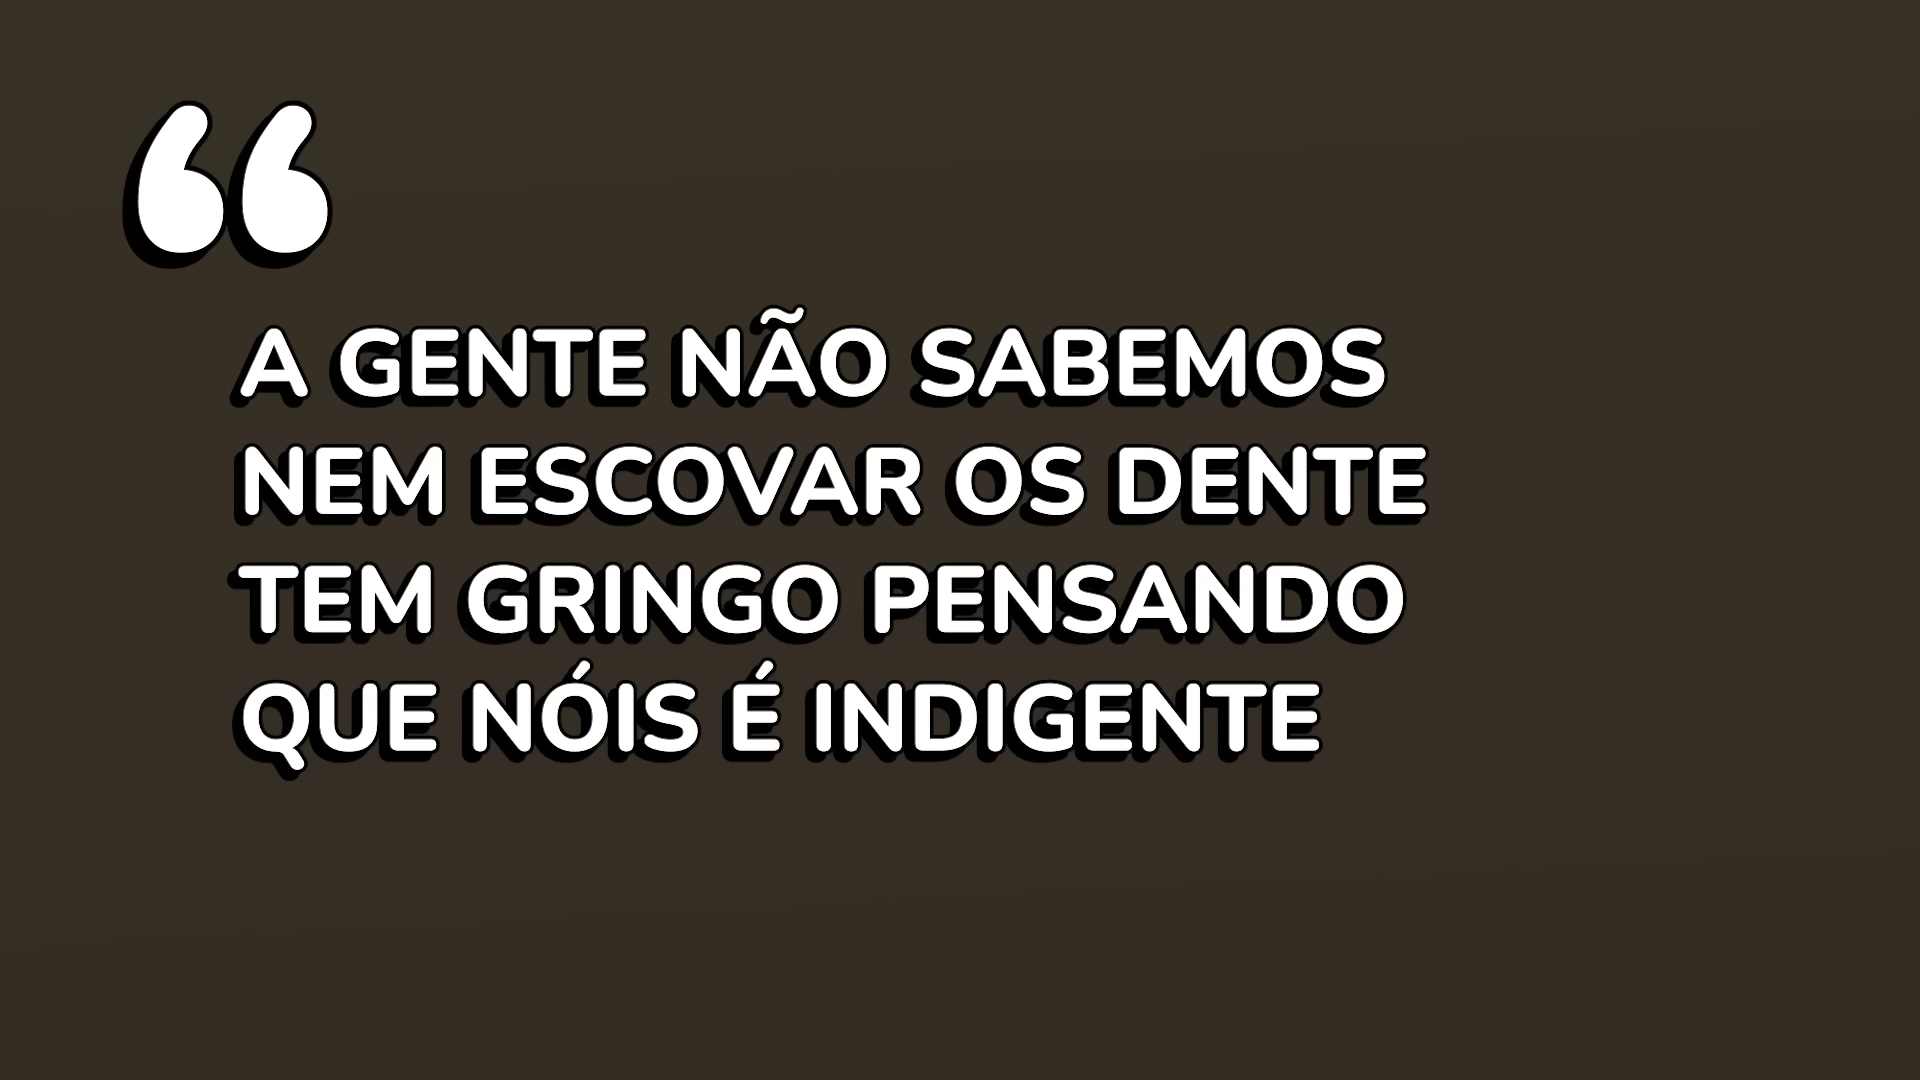 “
A GENTE NÃO SABEMOS
NEM ESCOVAR OS DENTE
TEM GRINGO PENSANDO
QUE NÓIS É INDIGENTE